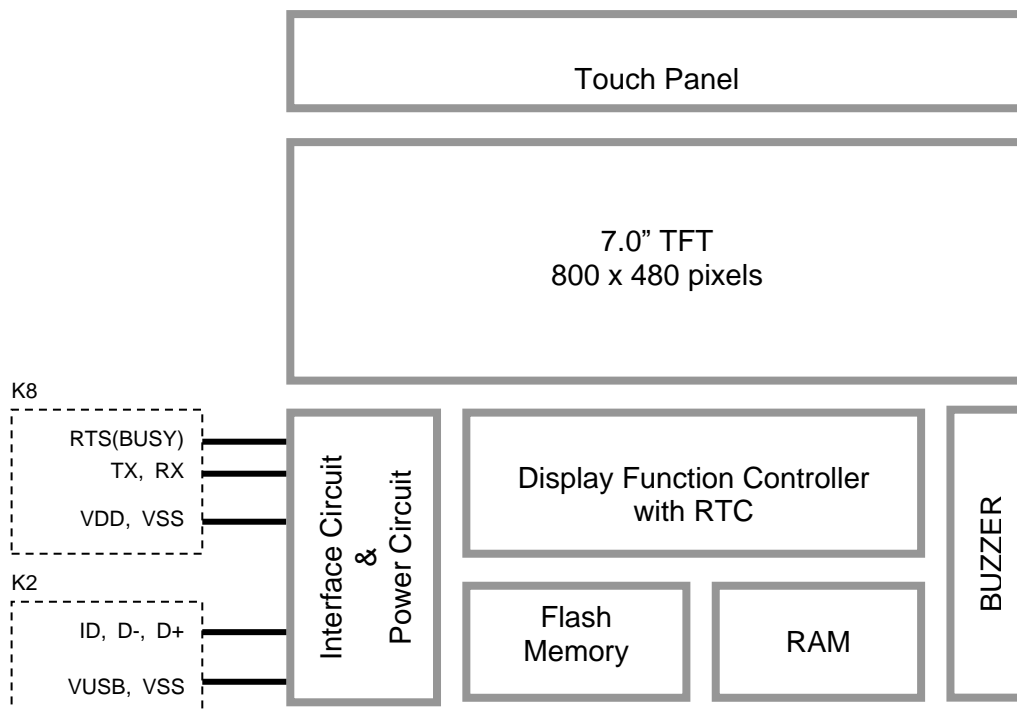 Touch Panel
7.0” TFT
800 x 480 pixels
K8
RTS(BUSY)
TX, RX
VDD, VSS
K2
ID, D-, D+
VUSB, VSS
Interface Circuit
&
Power Circuit
Display Function Controller
with RTC
Flash
Memory
RAM
BUZZER